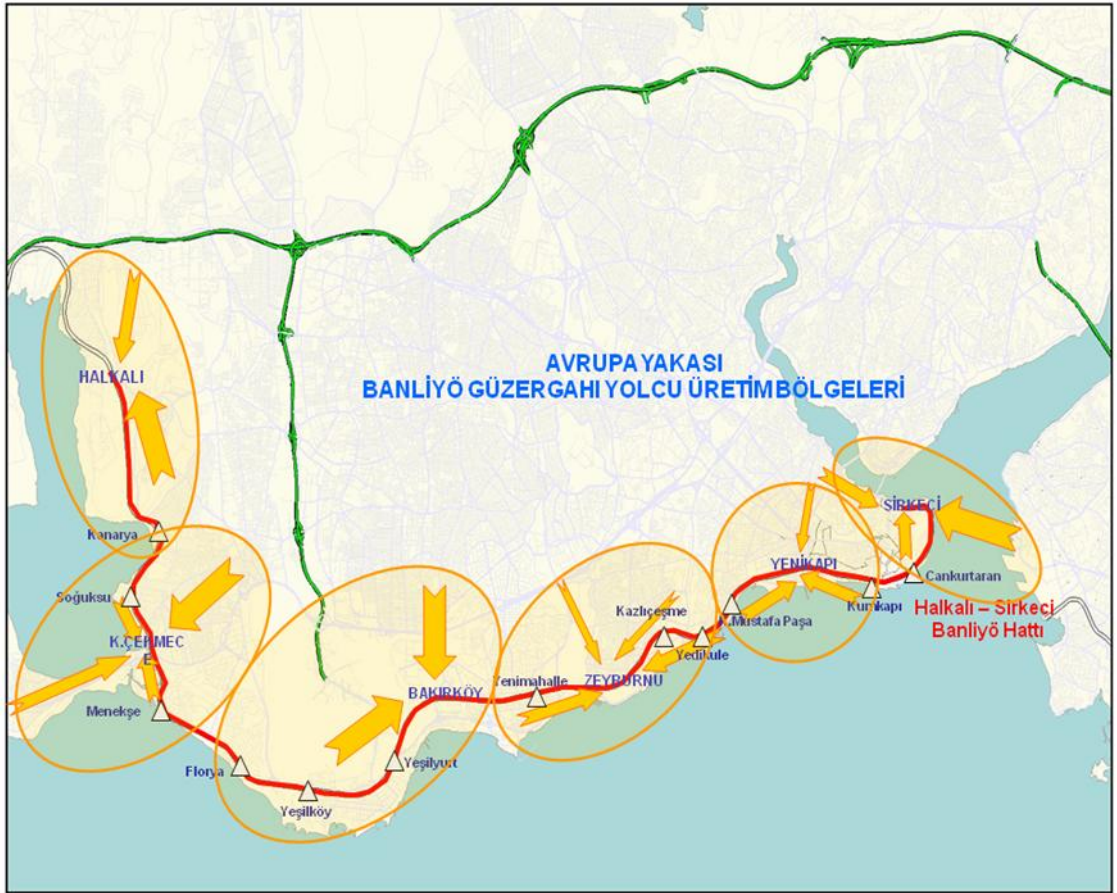 AVRUPA YAKASI
BANLİYÖ GÜZERGAHI YOLCU ÜRETİM BÖLGELERİ
HALKALI
Kanarya
Soğuksu
K.ÇEKMEC
E
Menekşe
Florya
Yeşilköy
Yeşilyurt
BAKIRKÖY
Yenimahalle
ZEYBURNU
Kazlıçeşme
Yedikule
K.Mustafa Paşa
YENİKAPI
Kumkapı
Cankurtaran
SİRKECİ
Halkalı – Sirkeci
Banliyö Hattı